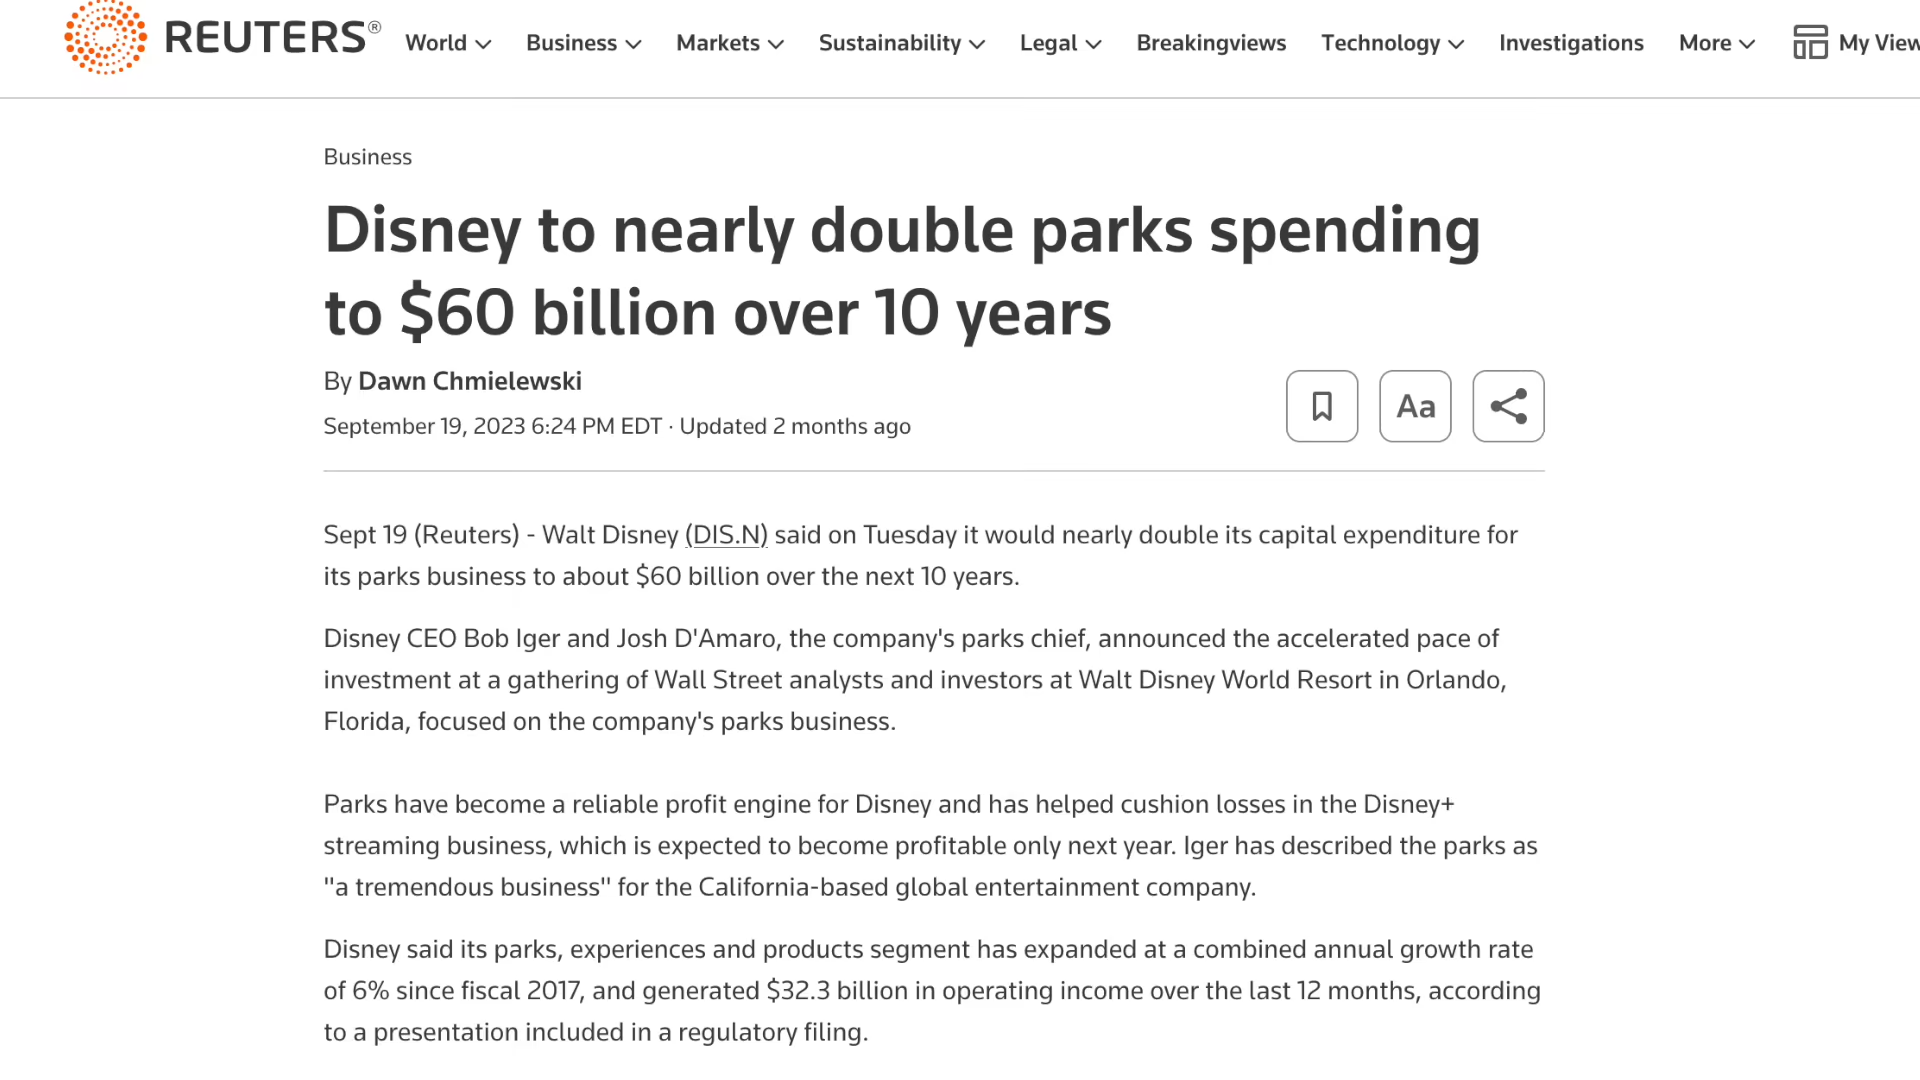 REUTERS®
World
Business
Markets
Sustainability
Legal
Breakingviews
Technology
Investigations
More
My View
Business
Disney to nearly double parks spending
to $60 billion over 10 years
By Dawn Chmielewski
September 19, 2023 6:24 PM EDT · Updated 2 months ago
Aa
Sept 19 (Reuters) - Walt Disney (DIS.N) said on Tuesday it would nearly double its capital expenditure for
its parks business to about $60 billion over the next 10 years.
Disney CEO Bob Iger and Josh D'Amaro, the company's parks chief, announced the accelerated pace of
investment at a gathering of Wall Street analysts and investors at Walt Disney World Resort in Orlando,
Florida, focused on the company's parks business.
Parks have become a reliable profit engine for Disney and has helped cushion losses in the Disney+
streaming business, which is expected to become profitable only next year. Iger has described the parks as
"a tremendous business" for the California-based global entertainment company.
Disney said its parks, experiences and products segment has expanded at a combined annual growth rate
of 6% since fiscal 2017, and generated $32.3 billion in operating income over the last 12 months, according
to a presentation included in a regulatory filing.